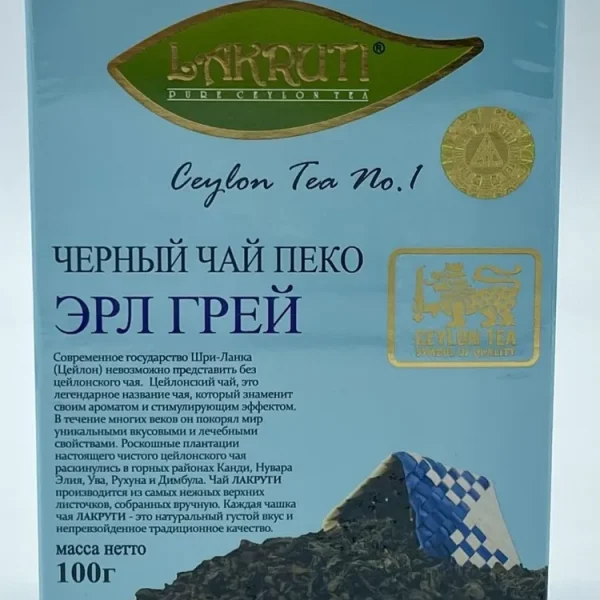 LAKRUTI®
PURE CEYLON TEA
Ceylon Tea No.1
ЧЕРНЫЙ ЧАЙ ПЕКО
ЭРЛ ГРЕЙ
CEYLON TEA
SYMBOL OF QUALITY
Современное государство Шри-Ланка
(Цейлон) невозможно представить без
цейлонского чая. Цейлонский чай, это
легендарное название чая, который знаменит
своим ароматом и стимулирующим эффектом.
В течение многих веков он покорял мир
уникальными вкусовыми и лечебными
свойствами. Роскошные плантации
настоящего чистого цейлонского чая
раскинулись в горных районах Канди, Нувара
Элия, Ува, Рухуна и Димбула. Чай ЛАКРУТИ
производится из самых нежных верхних
листочков, собранных вручную. Каждая чашка
чая ЛАКРУТИ - это натуральный густой вкус и
непревзойденное традиционное качество.
масса нетто
100г